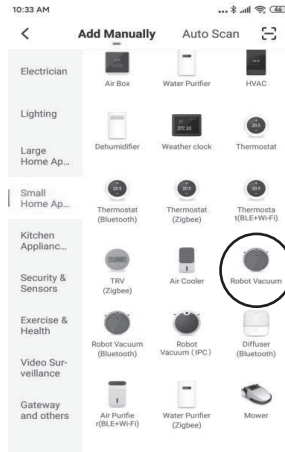 10:33 AM
Add Manually Auto Scan
Electrician
Lighting
Large
Home Ap...
Small
Home Ap...
Kitchen
Applianc...
Security &
Sensors
Exercise &
Health
Video Sur-
veillance
Gateway
and others
Air Box
Water Purifier
HVAC
20:30
Dehumidifier
Weather clock
Thermostat
Thermostat
(Bluetooth)
Thermostat
(Zigbee)
Thermosta
t(BLE+Wi-Fi)
TRV
(Zigbee)
Air Cooler
Robot Vacuum
Robot Vacuum
(Bluetooth)
Robot
Vacuum (IPC)
Diffuser
(Bluetooth)
Air Purifie
r(BLE+Wi-Fi)
Water Purifier
(Zigbee)
Mower